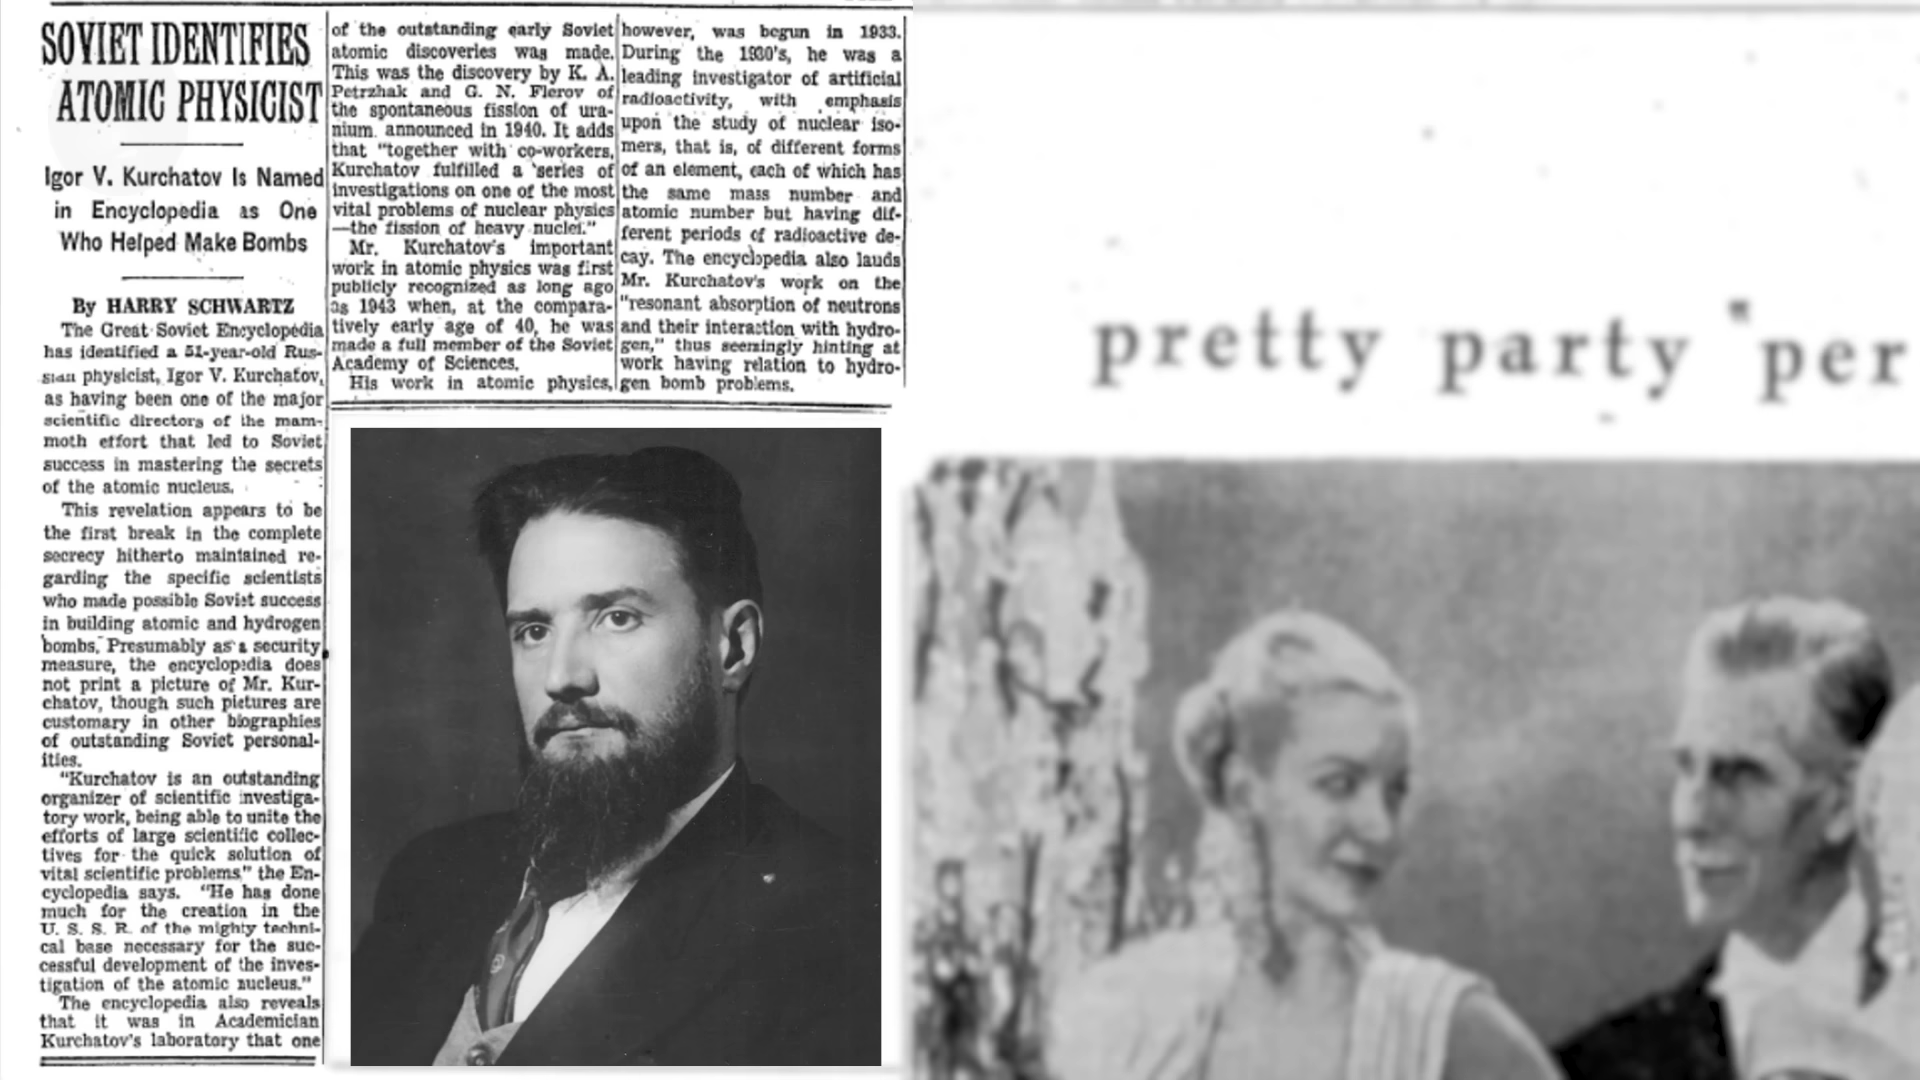 SOVIET IDENTIFIES
ATOMIC PHYSICIST
Igor V. Kurchatov Is Named
in Encyclopedia as One
Who Helped Make Bombs
By HARRY SCHWARTZ
The Great Soviet Encyclopedia
has identified a 51-year-old Rus-
sian physicist, Igor V. Kurchatov,
as having been one of the major
scientific directors of the mam-
moth effort that led to Soviet
success in mastering the secrets
of the atomic nucleus.
This revelation appears to be
the first break in the complete
secrecy hitherto maintained re-
garding the specific scientists
who made possible Soviet success
in building atomic and hydrogen
bombs. Presumably as a security
measure, the encyclopedia does
not print a picture of Mr. Kur-
chatov, though such pictures are
customary in other biographies
of outstanding Soviet personal-
ities.
"Kurchatov is an outstanding
organizer of scientific investiga-
tory work, being able to unite the
efforts of large scientific collec-
tives for the quick solution of
vital scientific problems," the En-
cyclopedia says. "He has done
much for the creation in the
U. S. S. R. of the mighty techni-
cal base necessary for the suc-
cessful development of the inves-
tigation of the atomic nucleus."
The encyclopedia also reveals
that it was in Academician
Kurchatov's laboratory that one
of the outstanding early Soviet
atomic discoveries was made.
This was the discovery by K. A.
Petrzhak and G. N. Flerov of
the spontaneous fission of ura-
nium announced in 1940. It adds
that "together with co-workers,
Kurchatov fulfilled a series of
investigations on one of the most
vital problems of nuclear physics
—the fission of heavy nuclei."
Mr. Kurchatov's important
work in atomic physics was first
publicly recognized as long ago
as 1943 when, at the compara-
tively early age of 40, he was
made a full member of the Soviet
Academy of Sciences.
His work in atomic physics,
however, was begun in 1933.
During the 1930's, he was a
leading investigator of artificial
radioactivity, with emphasis
upon the study of nuclear iso-
mers, that is, of different forms
of an element, each of which has
the same mass number and
atomic number but having dif-
ferent periods of radioactive de-
cay. The encyclopedia also lauds
Mr. Kurchatov's work on the
"resonant absorption of neutrons
and their interaction with hydro-
gen," thus seemingly hinting at
work having relation to hydro-
gen bomb problems.
pretty party "per